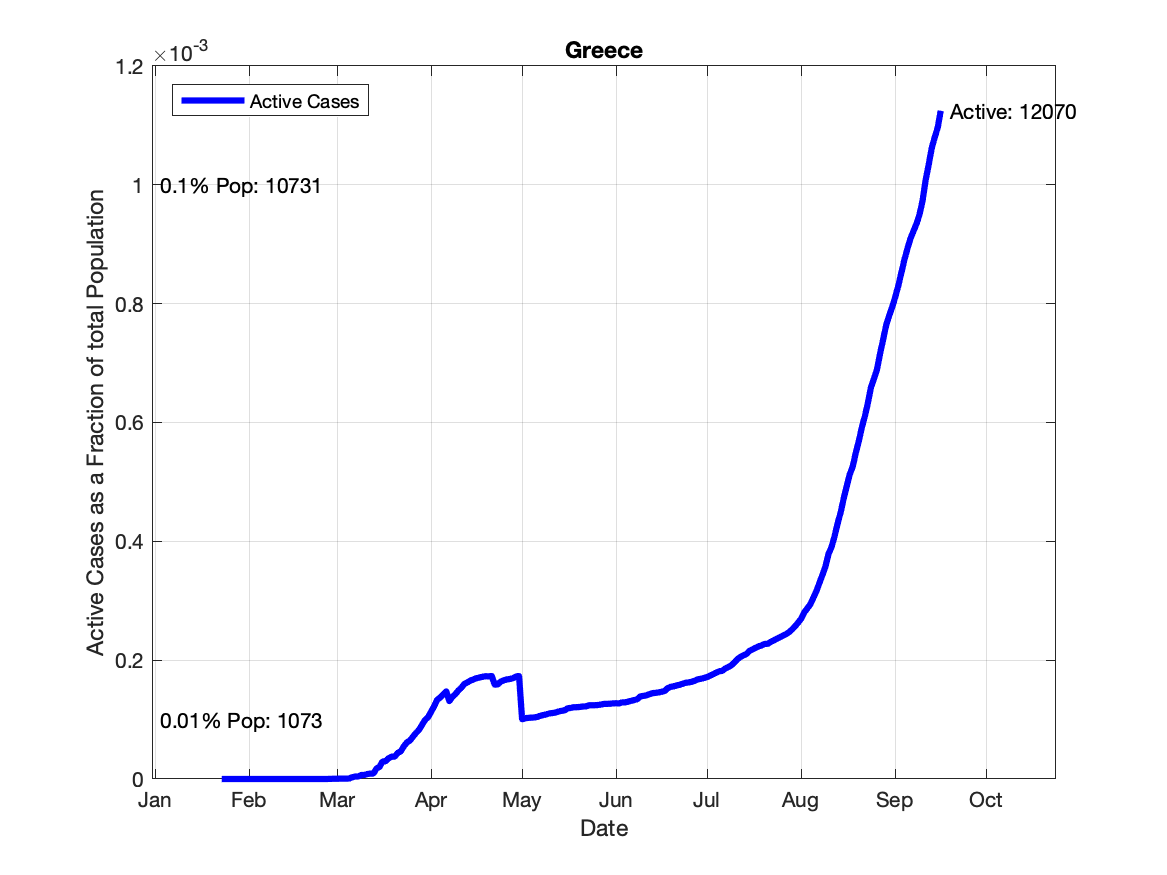 Greece
×10-3
1.2
1
0.8
0.6
0.4
0.2
0
Active Cases as a Fraction of total Population
Active Cases
Active: 12070
0.1% Pop: 10731
0.01% Pop: 1073
Jan Feb Mar Apr May Jun Jul Aug Sep Oct
Date